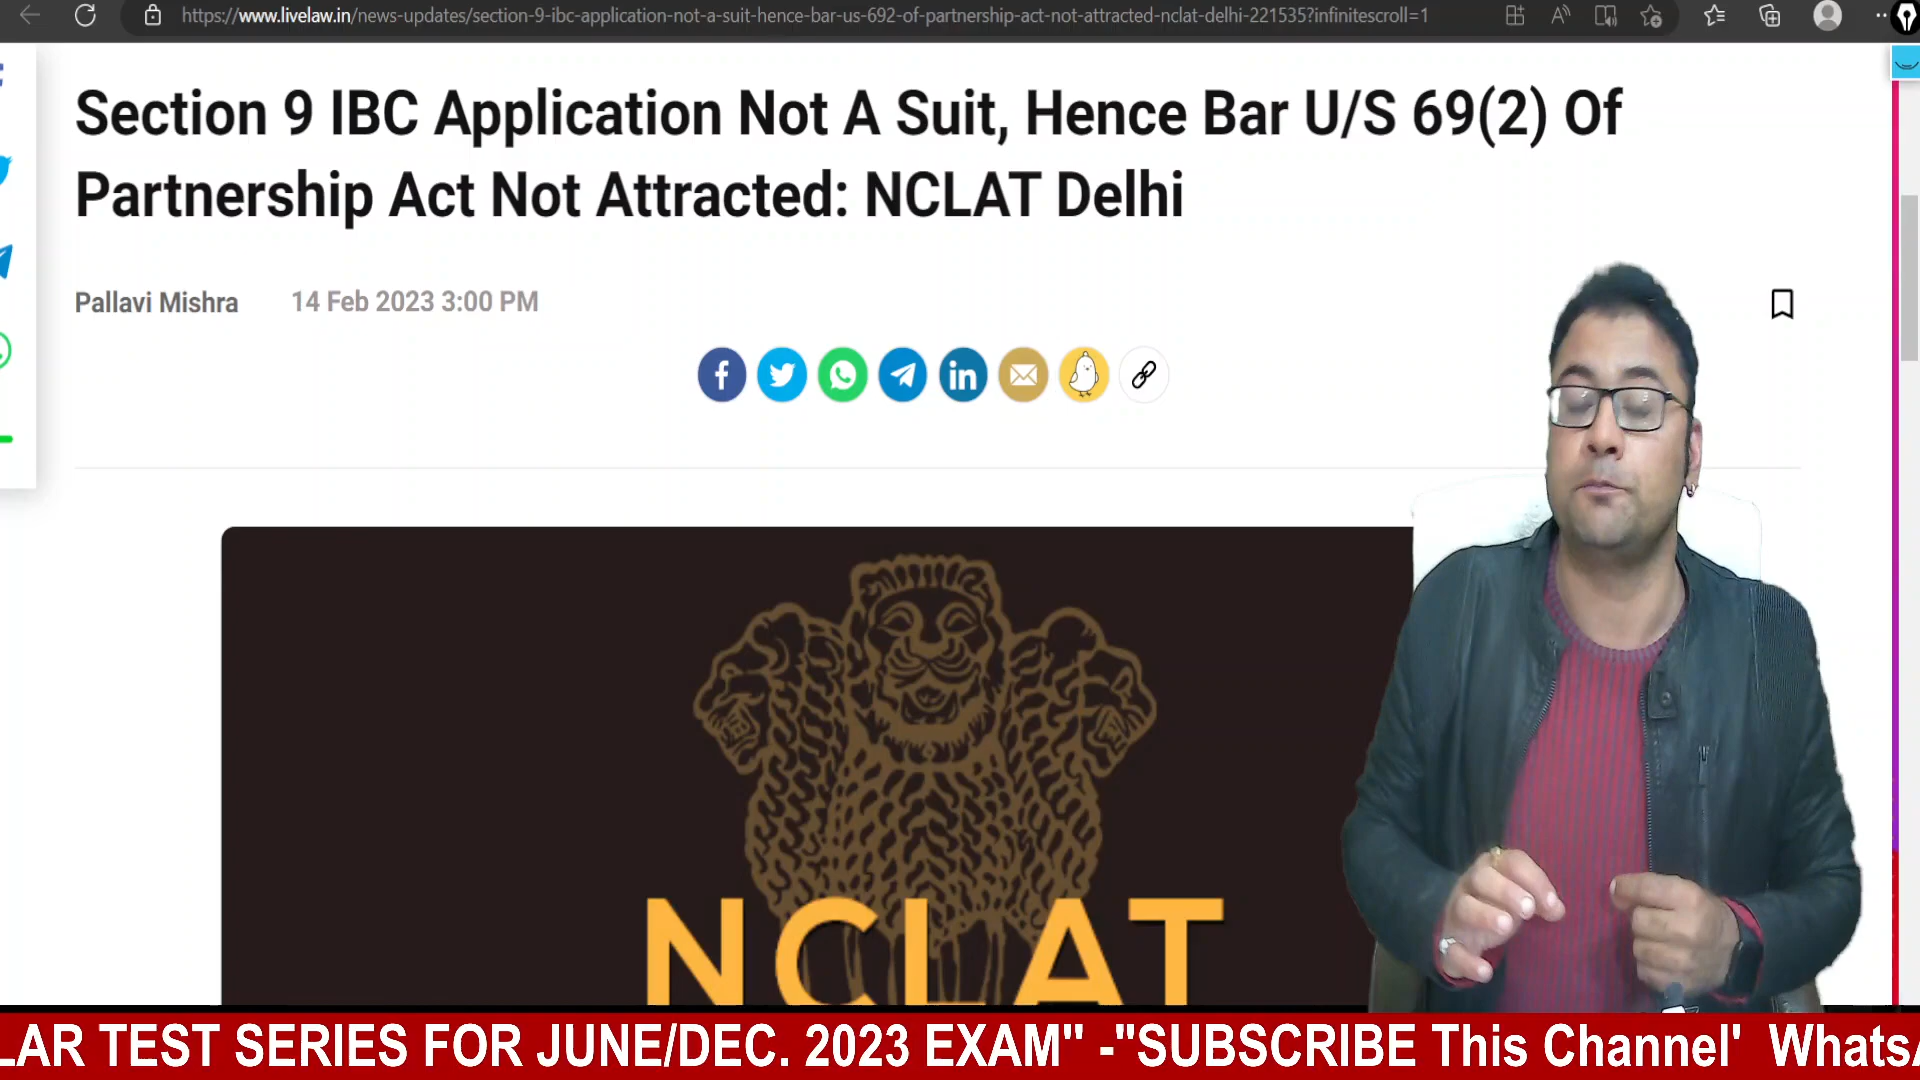 https://www.livelaw.in/news-updates/section-9-ibc-application-not-a-suit-hence-bar-us-692-of-partnership-act-not-attracted-nclat-delhi-221535?infinitescroll=1
Section 9 IBC Application Not A Suit, Hence Bar U/S 69(2) Of
Partnership Act Not Attracted: NCLAT Delhi
Pallavi Mishra 14 Feb 2023 3:00 PM
NCLAT
LAR TEST SERIES FOR JUNE/DEC. 2023 EXAM" -"SUBSCRIBE This Channel' Whats